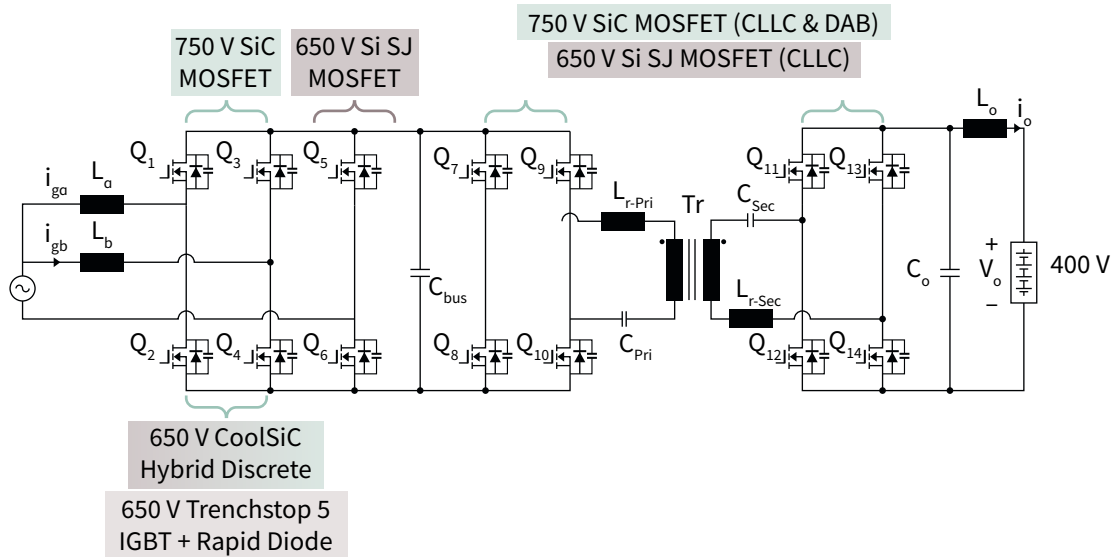 750 V SiC MOSFET (CLLC & DAB)
650 V Si SJ MOSFET (CLLC)
750 V SiC
MOSFET
650 V Si SJ
MOSFET
Q1
Q3
Q5
Q7
Q9
Q11
Q13
Lo
io
iga
La
igb
Lb
Lr-Pri
Tr
CSec
Cbus
CPri
Lr-Sec
Co
+
Vo
−
400 V
Q2
Q4
Q6
Q8
Q10
Q12
Q14
650 V CoolSiC
Hybrid Discrete
650 V Trenchstop 5
IGBT + Rapid Diode